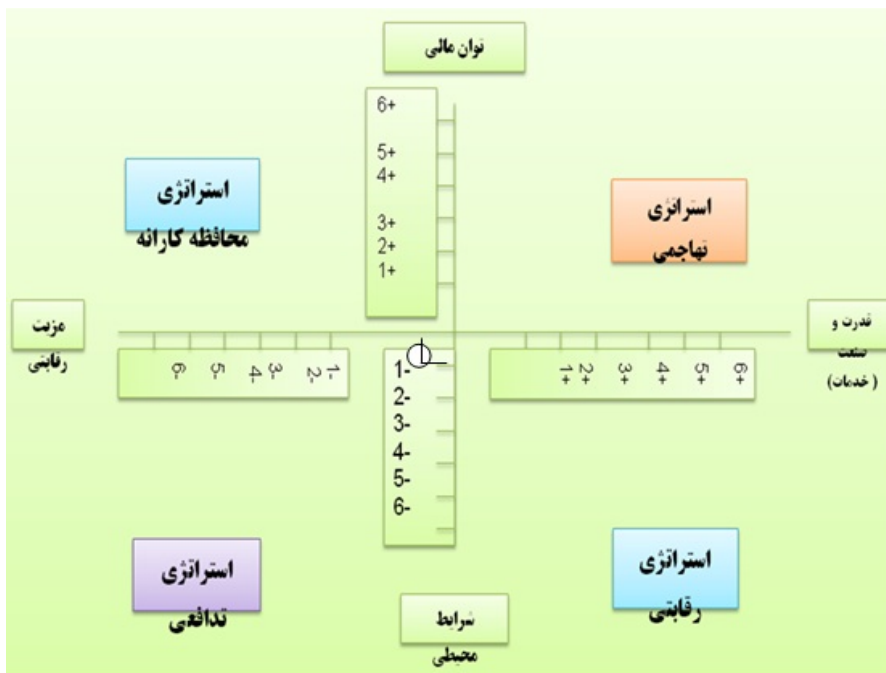 توان مالی
6+
5+
4+
3+
2+
1+
استراتژی
محافظه کارانه
استراتژی
تهاجمی
مزیت
رقابتی
قدرت و
صنعت
(خدمات)
6-
5-
4-
3-
2-
1-
1+
2+
3+
4+
5+
6+
1-
2-
3-
4-
5-
6-
استراتژی
تدافعی
استراتژی
رقابتی
شرایط
محیطی